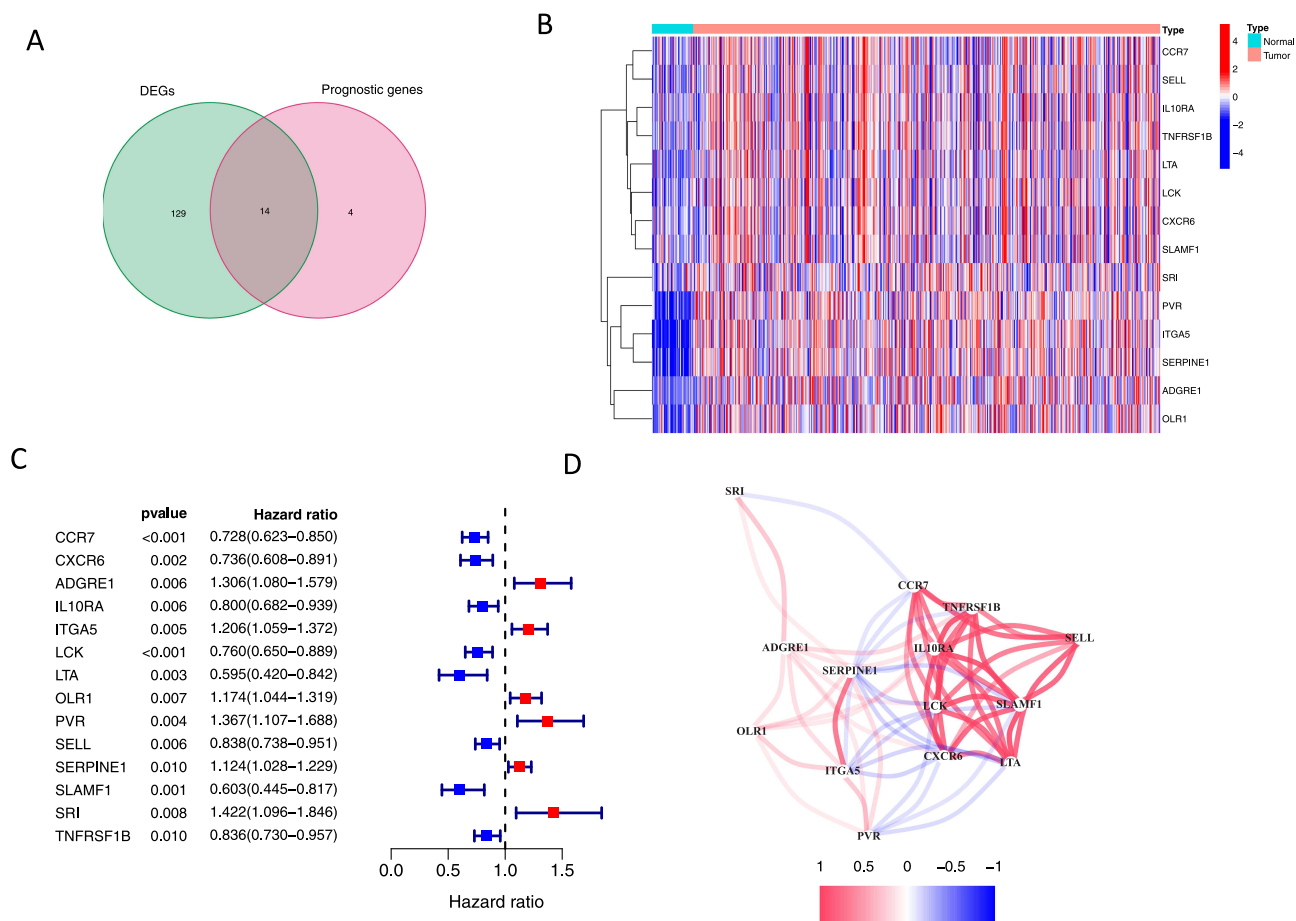 A
DEGs
Prognostic genes
129
14
4
B
Type
CCR7
SELL
IL10RA
TNFRSF1B
LTA
LCK
CXCR6
SLAMF1
SRI
PVR
ITGA5
SERPINE1
ADGRE1
OLR1
4
2
0
−2
−4
Type
Normal
Tumor
C
pvalue Hazard ratio
CCR7 <0.001 0.728(0.623−0.850)
CXCR6 0.002 0.736(0.608−0.891)
ADGRE1 0.006 1.306(1.080−1.579)
IL10RA 0.006 0.800(0.682−0.939)
ITGA5 0.005 1.206(1.059−1.372)
LCK <0.001 0.760(0.650−0.889)
LTA 0.003 0.595(0.420−0.842)
OLR1 0.007 1.174(1.044−1.319)
PVR 0.004 1.367(1.107−1.688)
SELL 0.006 0.838(0.738−0.951)
SERPINE1 0.010 1.124(1.028−1.229)
SLAMF1 0.001 0.603(0.445−0.817)
SRI 0.008 1.422(1.096−1.846)
TNFRSF1B 0.010 0.836(0.730−0.957)
0.0 0.5 1.0 1.5
Hazard ratio
D
SRI
CCR7
TNFRSF1B
SELL
ADGRE1
IL10RA
SERPINE1
LCK
SLAMF1
OLR1
CXCR6
LTA
ITGA5
PVR
1 0.5 0 −0.5 −1